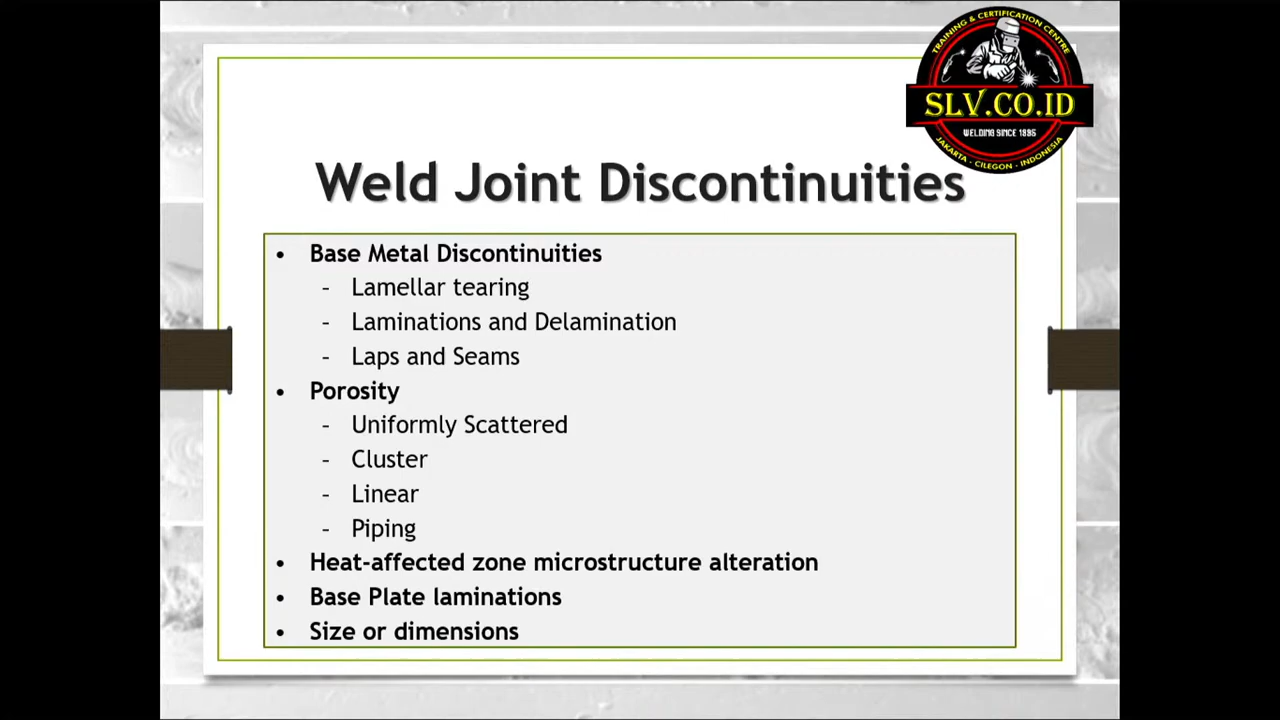 TRAINING & CERTIFICATION CENTRE
SLV.CO.ID
WELDING SINCE 1995
JAKARTA - CILEGON - INDONESIA
Weld Joint Discontinuities
• Base Metal Discontinuities
- Lamellar tearing
- Laminations and Delamination
- Laps and Seams
• Porosity
- Uniformly Scattered
- Cluster
- Linear
- Piping
• Heat-affected zone microstructure alteration
• Base Plate laminations
• Size or dimensions